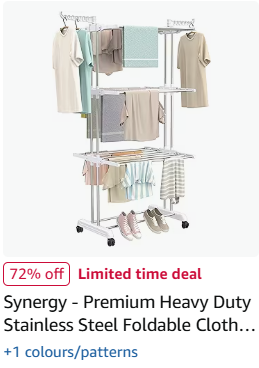 72% off Limited time deal
Synergy - Premium Heavy Duty
Stainless Steel Foldable Cloth…
+1 colours/patterns